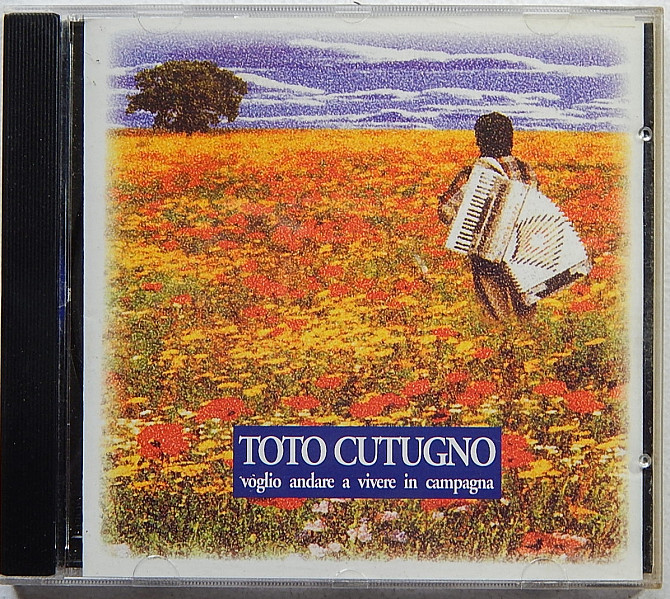 TOTO CUTUGNO
voglio andare a vivere in campagna